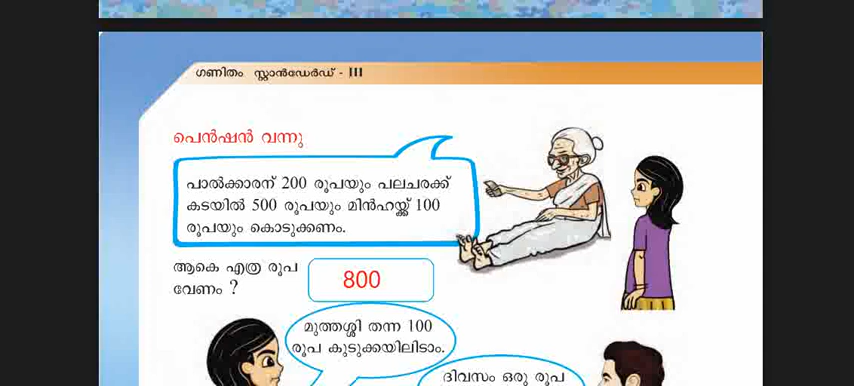 ഗണിതം സ്റ്റാൻഡേർഡ് - III
പെൻഷൻ വന്നു
പാൽക്കാരന് 200 രൂപയും പലചരക്ക്
കടയിൽ 500 രൂപയും മിൻഹയ്ക്ക് 100
രൂപയും കൊടുക്കണം.
ആകെ എത്ര രൂപ
വേണം ?
800
മുത്തശ്ശി തന്ന 100
രൂപ കുടുക്കയിലിടാം.
ദിവസം ഒരു രൂപ